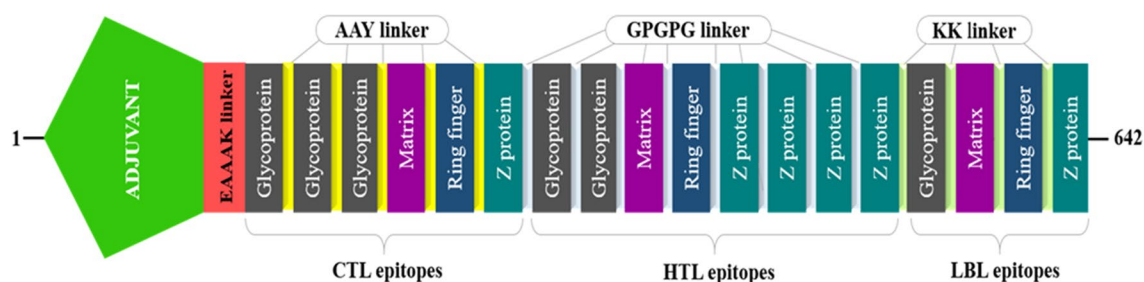 AAY linker
GPGPG linker
KK linker
1
ADJUVANT
EAAAK linker
Glycoprotein
Glycoprotein
Glycoprotein
Matrix
Ring finger
Z protein
Glycoprotein
Glycoprotein
Matrix
Ring finger
Z protein
Z protein
Z protein
Z protein
Glycoprotein
Matrix
Ring finger
Z protein
642
CTL epitopes
HTL epitopes
LBL epitopes